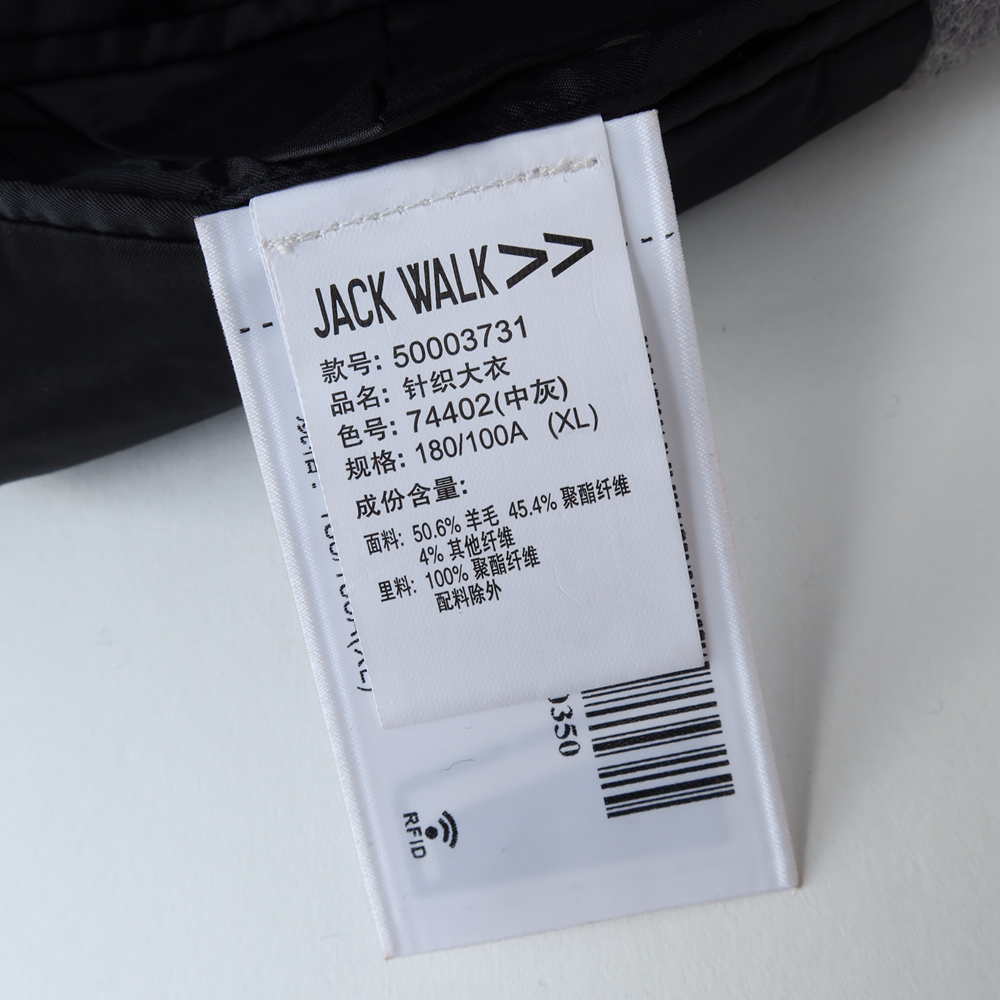 JACK WALK>>
款号: 50003731
品名: 针织大衣
色号: 74402(中灰)
规格: 180/100A (XL)
成份含量:
面料: 50.6% 羊毛 45.4% 聚酯纤维
4% 其他纤维
里料: 100% 聚酯纤维
配料除外
0350
RFID